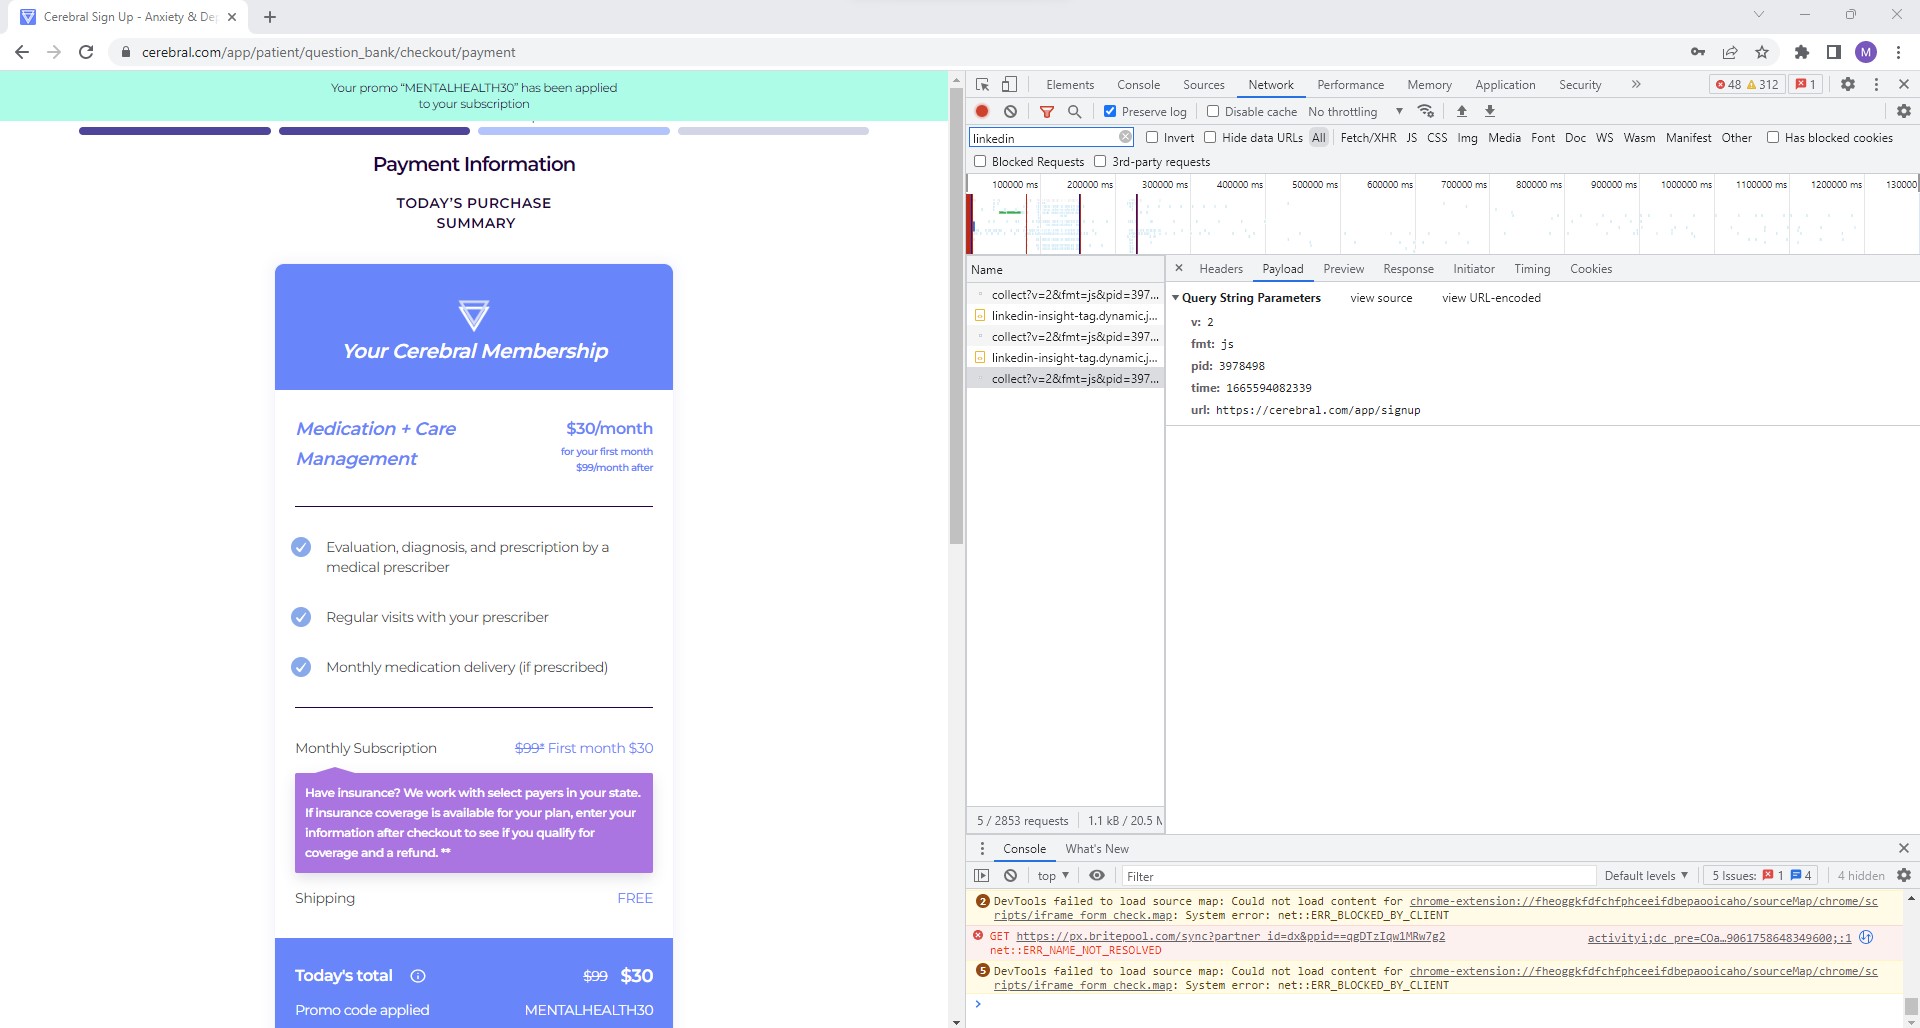 Cerebral Sign Up - Anxiety & De
cerebral.com/app/patient/question_bank/checkout/payment
M
Your promo “MENTALHEALTH30” has been applied
to your subscription
Payment Information
TODAY’S PURCHASE
SUMMARY
Your Cerebral Membership
Medication + Care
Management
$30/month
for your first month
$99/month after
Evaluation, diagnosis, and prescription by a
medical prescriber
Regular visits with your prescriber
Monthly medication delivery (if prescribed)
Monthly Subscription $99* First month $30
Have insurance? We work with select payers in your state.
If insurance coverage is available for your plan, enter your
information after checkout to see if you qualify for
coverage and a refund. **
Shipping FREE
Today's total $99 $30
Promo code applied MENTALHEALTH30
Elements Console Sources Network Performance Memory Application Security » 48 312 1
Preserve log Disable cache No throttling
linkedin Invert Hide data URLs All Fetch/XHR JS CSS Img Media Font Doc WS Wasm Manifest Other Has blocked cookies
Blocked Requests 3rd-party requests
100000 ms 200000 ms 300000 ms 400000 ms 500000 ms 600000 ms 700000 ms 800000 ms 900000 ms 1000000 ms 1100000 ms 1200000 ms 130000
Name
collect?v=2&fmt=js&pid=397...
linkedin-insight-tag.dynamic.j...
collect?v=2&fmt=js&pid=397...
linkedin-insight-tag.dynamic.j...
collect?v=2&fmt=js&pid=397...
5 / 2853 requests 1.1 kB / 20.5 M
Headers Payload Preview Response Initiator Timing Cookies
Query String Parameters view source view URL-encoded
v: 2
fmt: js
pid: 3978498
time: 1665594082339
url: https://cerebral.com/app/signup
Console What's New
top Filter Default levels 5 Issues: 1 4 4 hidden
2 DevTools failed to load source map: Could not load content for chrome-extension://fheoggkfdfchfphceeifdbepaooicaho/sourceMap/chrome/sc
ripts/iframe_form_check.map: System error: net::ERR_BLOCKED_BY_CLIENT
GET https://px.britepool.com/sync?partner_id=dx&ppid==qgDTzIqw1MRw7g2 activityi;dc_pre=COa…9061758648349600;:1
net::ERR_NAME_NOT_RESOLVED
5 DevTools failed to load source map: Could not load content for chrome-extension://fheoggkfdfchfphceeifdbepaooicaho/sourceMap/chrome/sc
ripts/iframe_form_check.map: System error: net::ERR_BLOCKED_BY_CLIENT